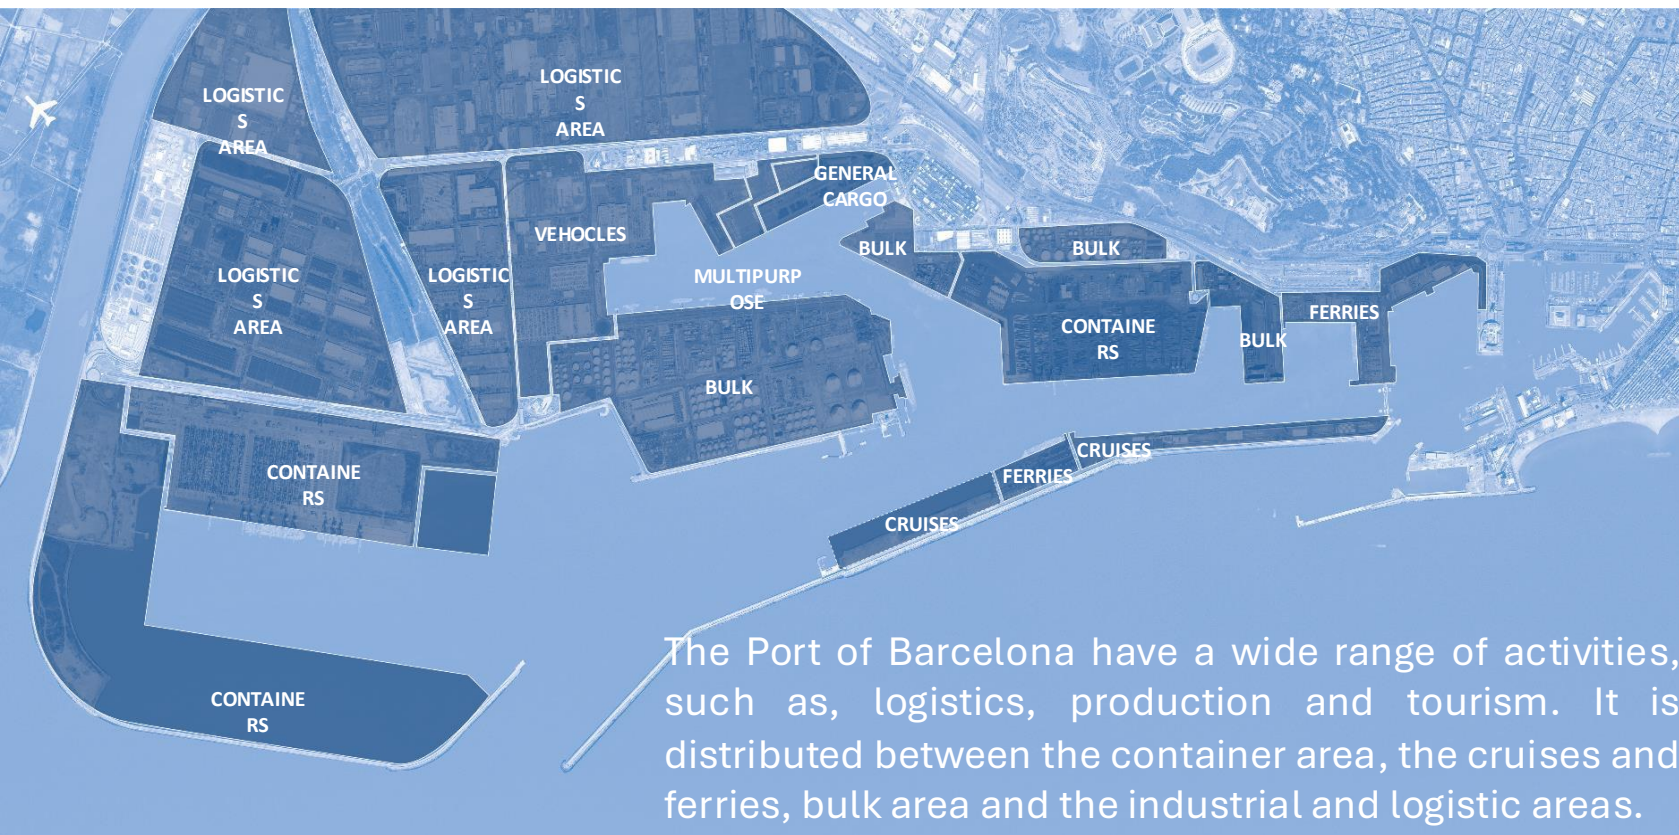 LOGISTIC
S
AREA
LOGISTIC
S
AREA
GENERAL
CARGO
VEHOCLES
BULK
BULK
LOGISTIC
S
AREA
LOGISTIC
S
AREA
MULTIPURP
OSE
CONTAINE
RS
BULK
FERRIES
BULK
CONTAINE
RS
CRUISES
FERRIES
CRUISES
CONTAINE
RS
The Port of Barcelona have a wide range of activities,
such as, logistics, production and tourism. It is
distributed between the container area, the cruises and
ferries, bulk area and the industrial and logistic areas.